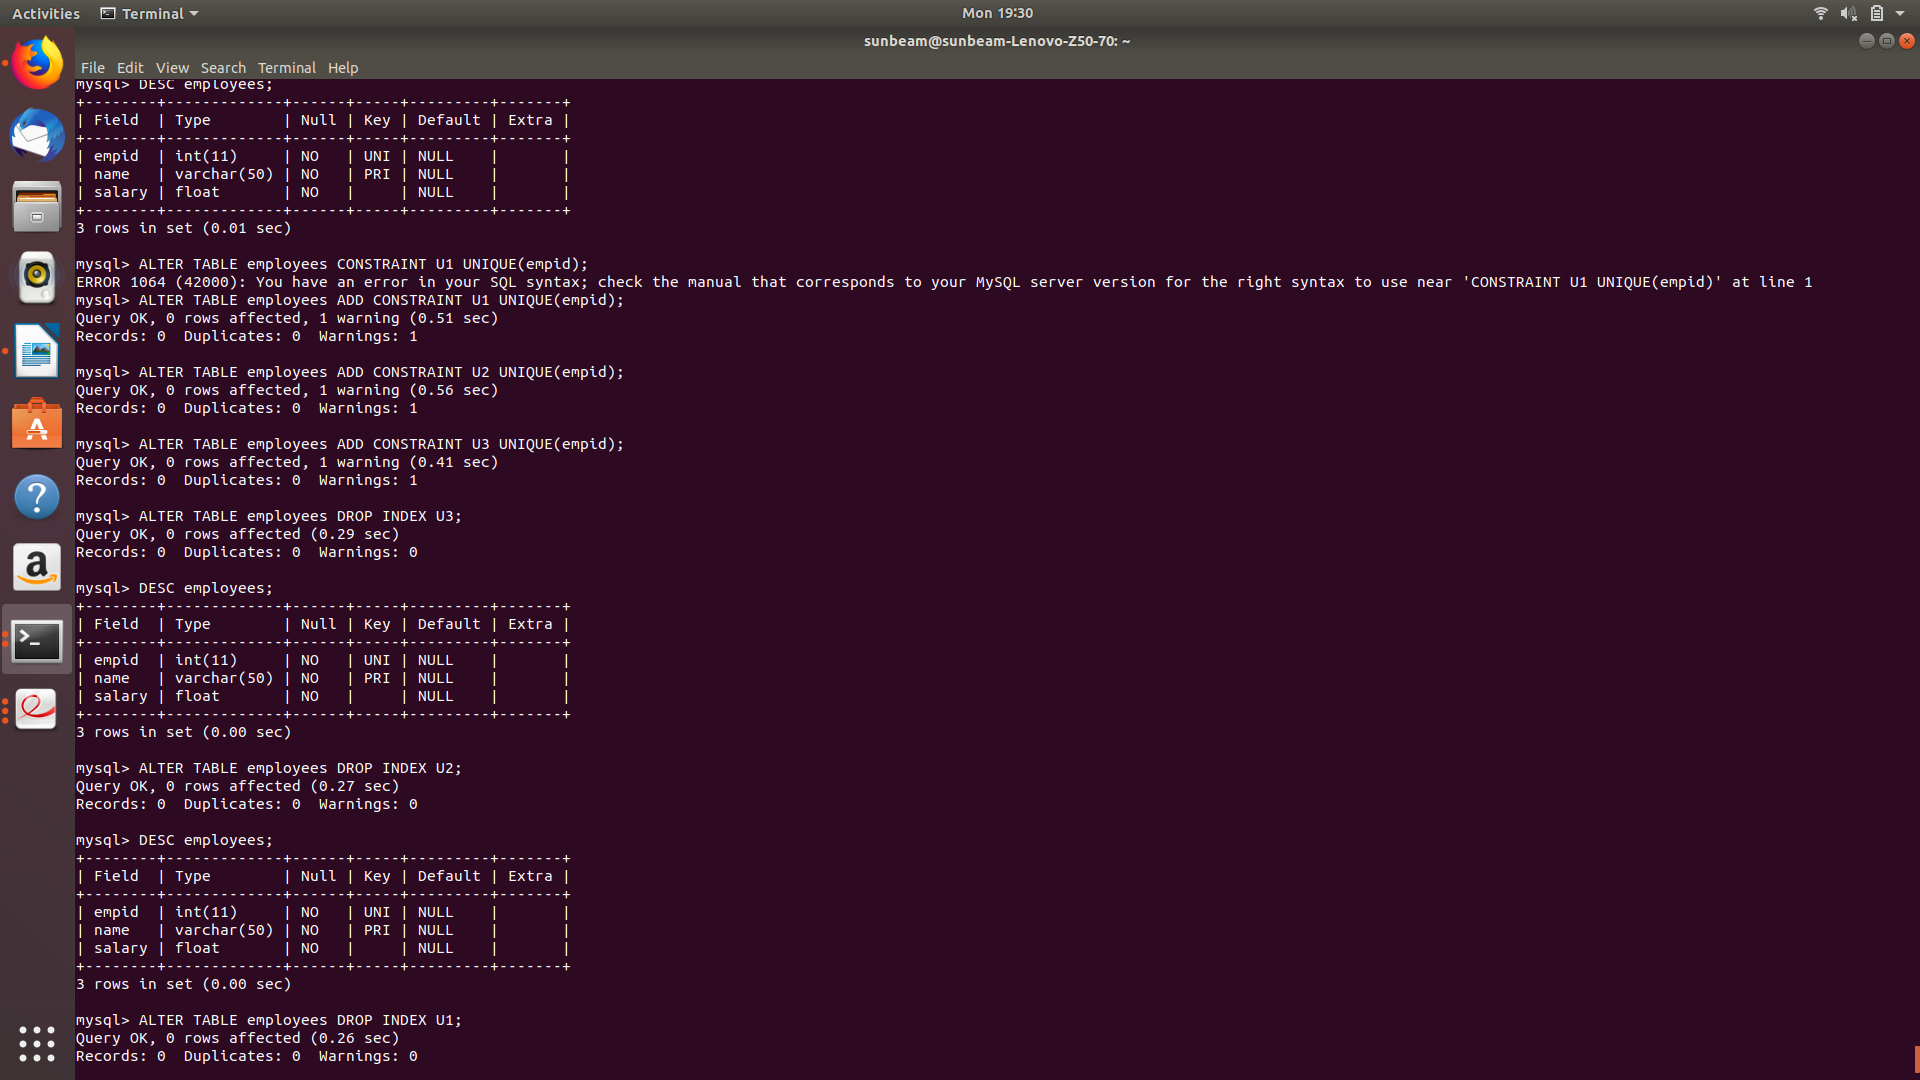 Activities Terminal Mon 19:30
sunbeam@sunbeam-Lenovo-Z50-70: ~
File Edit View Search Terminal Help
mysql> DESC employees;
+--------+-------------+------+-----+---------+-------+
| Field  | Type        | Null | Key | Default | Extra |
+--------+-------------+------+-----+---------+-------+
| empid  | int(11)     | NO   | UNI | NULL    |       |
| name   | varchar(50) | NO   | PRI | NULL    |       |
| salary | float       | NO   |     | NULL    |       |
+--------+-------------+------+-----+---------+-------+
3 rows in set (0.01 sec)

mysql> ALTER TABLE employees CONSTRAINT U1 UNIQUE(empid);
ERROR 1064 (42000): You have an error in your SQL syntax; check the manual that corresponds to your MySQL server version for the right syntax to use near 'CONSTRAINT U1 UNIQUE(empid)' at line 1
mysql> ALTER TABLE employees ADD CONSTRAINT U1 UNIQUE(empid);
Query OK, 0 rows affected, 1 warning (0.51 sec)
Records: 0  Duplicates: 0  Warnings: 1

mysql> ALTER TABLE employees ADD CONSTRAINT U2 UNIQUE(empid);
Query OK, 0 rows affected, 1 warning (0.56 sec)
Records: 0  Duplicates: 0  Warnings: 1

mysql> ALTER TABLE employees ADD CONSTRAINT U3 UNIQUE(empid);
Query OK, 0 rows affected, 1 warning (0.41 sec)
Records: 0  Duplicates: 0  Warnings: 1

mysql> ALTER TABLE employees DROP INDEX U3;
Query OK, 0 rows affected (0.29 sec)
Records: 0  Duplicates: 0  Warnings: 0

mysql> DESC employees;
+--------+-------------+------+-----+---------+-------+
| Field  | Type        | Null | Key | Default | Extra |
+--------+-------------+------+-----+---------+-------+
| empid  | int(11)     | NO   | UNI | NULL    |       |
| name   | varchar(50) | NO   | PRI | NULL    |       |
| salary | float       | NO   |     | NULL    |       |
+--------+-------------+------+-----+---------+-------+
3 rows in set (0.00 sec)

mysql> ALTER TABLE employees DROP INDEX U2;
Query OK, 0 rows affected (0.27 sec)
Records: 0  Duplicates: 0  Warnings: 0

mysql> DESC employees;
+--------+-------------+------+-----+---------+-------+
| Field  | Type        | Null | Key | Default | Extra |
+--------+-------------+------+-----+---------+-------+
| empid  | int(11)     | NO   | UNI | NULL    |       |
| name   | varchar(50) | NO   | PRI | NULL    |       |
| salary | float       | NO   |     | NULL    |       |
+--------+-------------+------+-----+---------+-------+
3 rows in set (0.00 sec)

mysql> ALTER TABLE employees DROP INDEX U1;
Query OK, 0 rows affected (0.26 sec)
Records: 0  Duplicates: 0  Warnings: 0